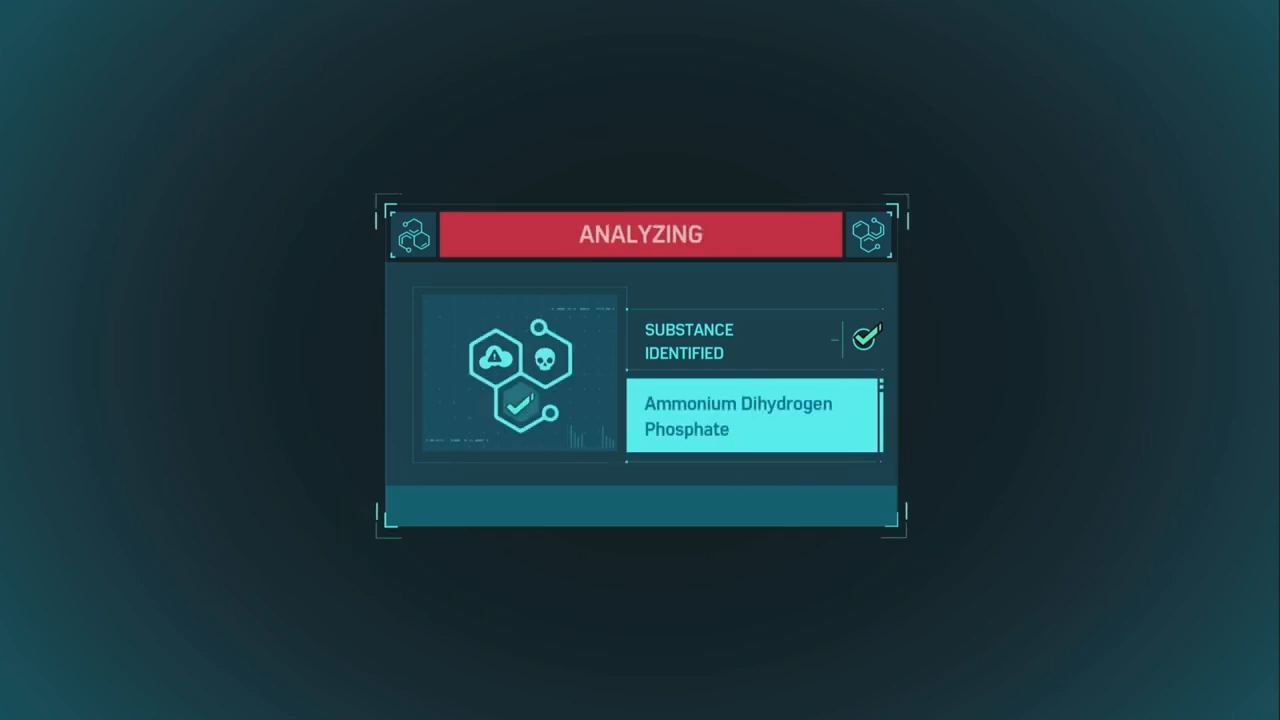 ANALYZING
SUBSTANCE
IDENTIFIED
Ammonium Dihydrogen
Phosphate